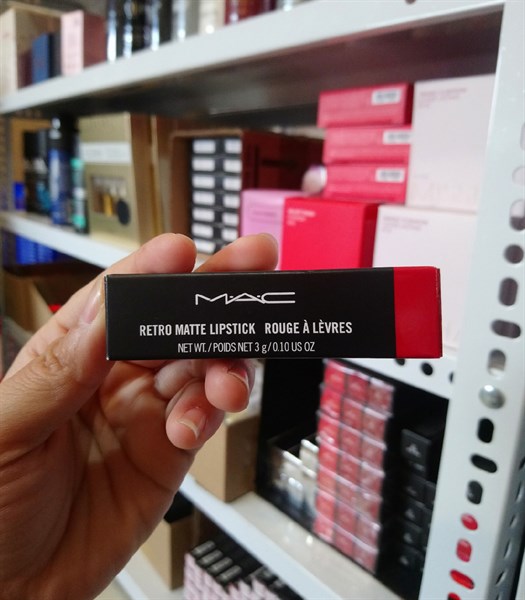 M·A·C
RETRO MATTE LIPSTICK ROUGE À LÈVRES
NET WT./POIDS NET 3 g/0.10 US OZ